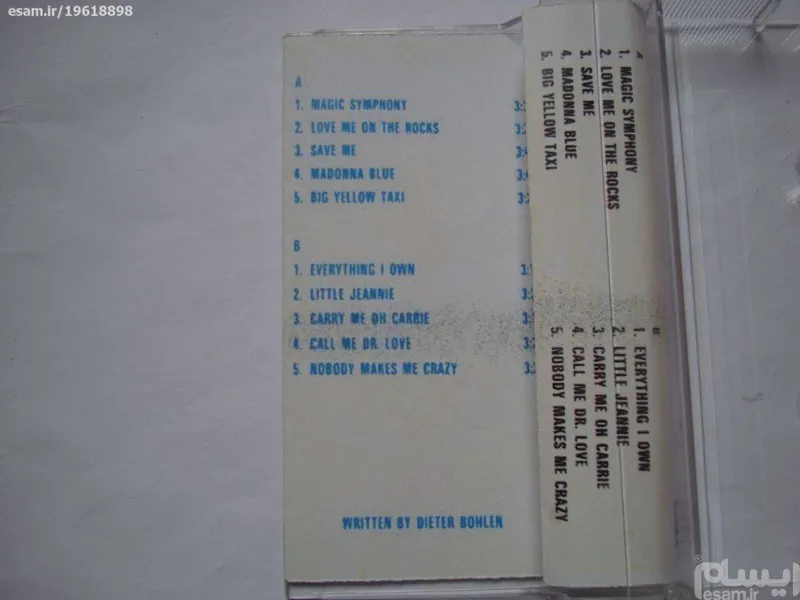 esam.ir/19618898
A
1. MAGIC SYMPHONY
2. LOVE ME ON THE ROCKS
3. SAVE ME
4. MADONNA BLUE
5. BIG YELLOW TAXI
B
1. EVERYTHING I OWN
2. LITTLE JEANNIE
3. CARRY ME OH CARRIE
4. CALL ME DR. LOVE
5. NOBODY MAKES ME CRAZY
WRITTEN BY DIETER BOHLEN
A
1. MAGIC SYMPHONY
2. LOVE ME ON THE ROCKS
3. SAVE ME
4. MADONNA BLUE
5. BIG YELLOW TAXI
B
1. EVERYTHING I OWN
2. LITTLE JEANNIE
3. CARRY ME OH CARRIE
4. CALL ME DR. LOVE
5. NOBODY MAKES ME CRAZY
ایسام
esam.ir